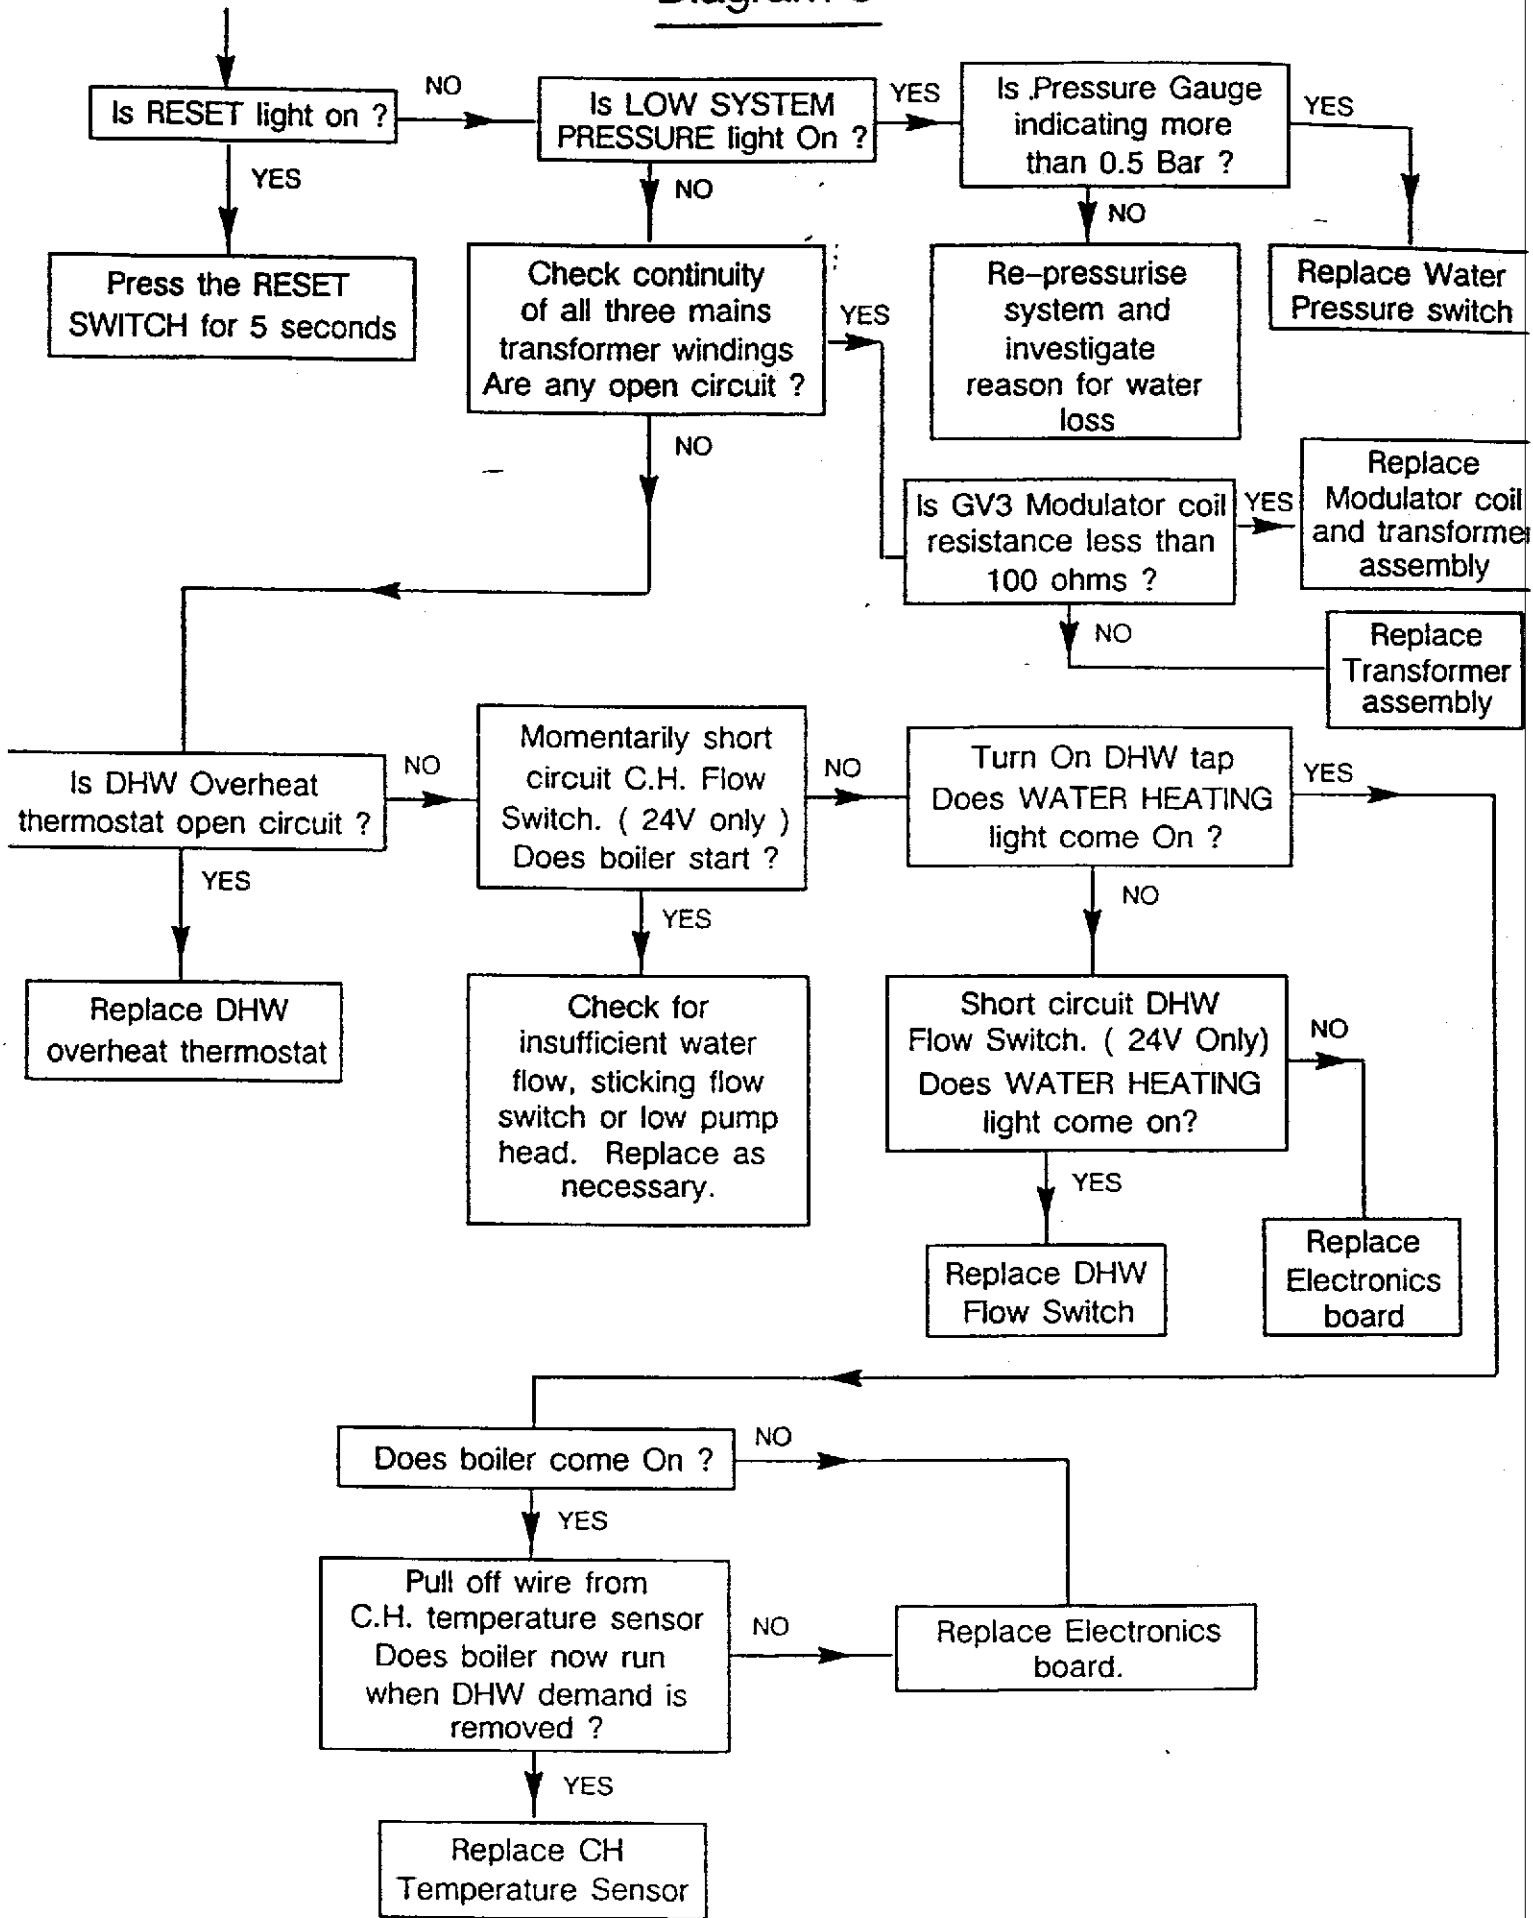 Is RESET light on ?
NO
Is LOW SYSTEM
PRESSURE light On ?
YES
Is .Pressure Gauge
indicating more
than 0.5 Bar ?
YES
YES
NO
NO
Press the RESET
SWITCH for 5 seconds
Check continuity
of all three mains
transformer windings
Are any open circuit ?
YES
Re-pressurise
system and
investigate
reason for water
loss
Replace Water
Pressure switch
NO
Is GV3 Modulator coil
resistance less than
100 ohms ?
YES
Replace
Modulator coil
and transformer
assembly
NO
Replace
Transformer
assembly
Is DHW Overheat
thermostat open circuit ?
NO
Momentarily short
circuit C.H. Flow
Switch. ( 24V only )
Does boiler start ?
NO
Turn On DHW tap
Does WATER HEATING
light come On ?
YES
YES
YES
NO
Replace DHW
overheat thermostat
Check for
insufficient water
flow, sticking flow
switch or low pump
head. Replace as
necessary.
Short circuit DHW
Flow Switch. ( 24V Only)
Does WATER HEATING
light come on?
NO
YES
Replace DHW
Flow Switch
Replace
Electronics
board
Does boiler come On ?
NO
YES
Pull off wire from
C.H. temperature sensor
Does boiler now run
when DHW demand is
removed ?
NO
Replace Electronics
board.
YES
Replace CH
Temperature Sensor